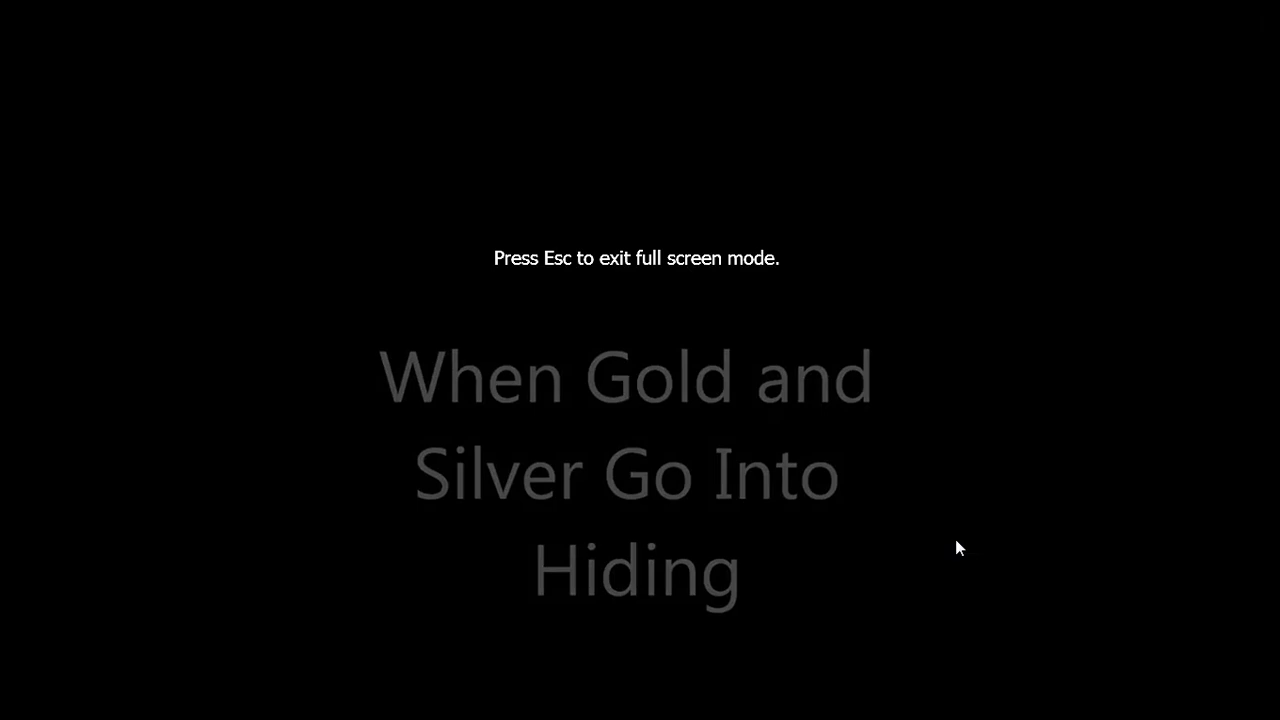 Press Esc to exit full screen mode.
When Gold and
Silver Go Into
Hiding